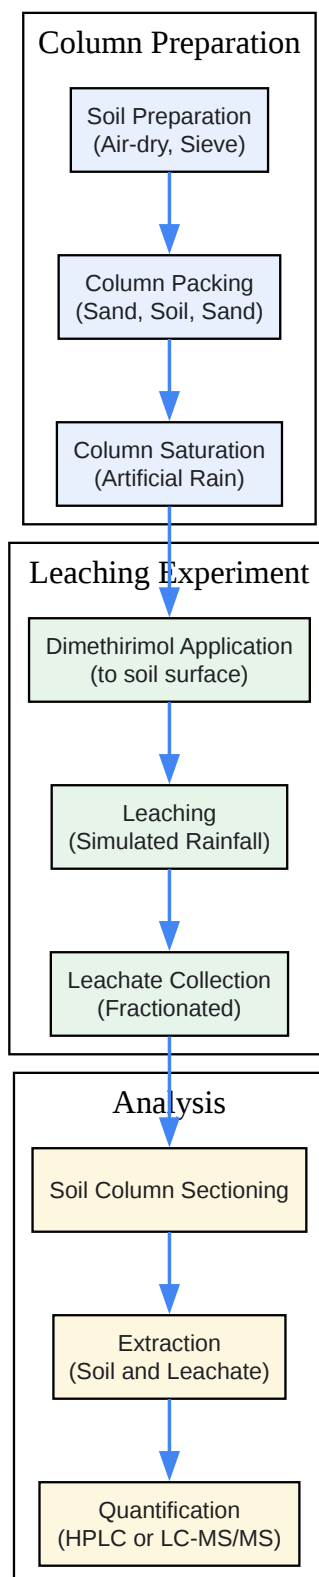 Column Preparation
Soil Preparation
(Air-dry, Sieve)
Column Packing
(Sand, Soil, Sand)
Column Saturation
(Artificial Rain)
Leaching Experiment
Dimethirimol Application
(to soil surface)
Leaching
(Simulated Rainfall)
Leachate Collection
(Fractionated)
Analysis
Soil Column Sectioning
Extraction
(Soil and Leachate)
Quantification
(HPLC or LC-MS/MS)